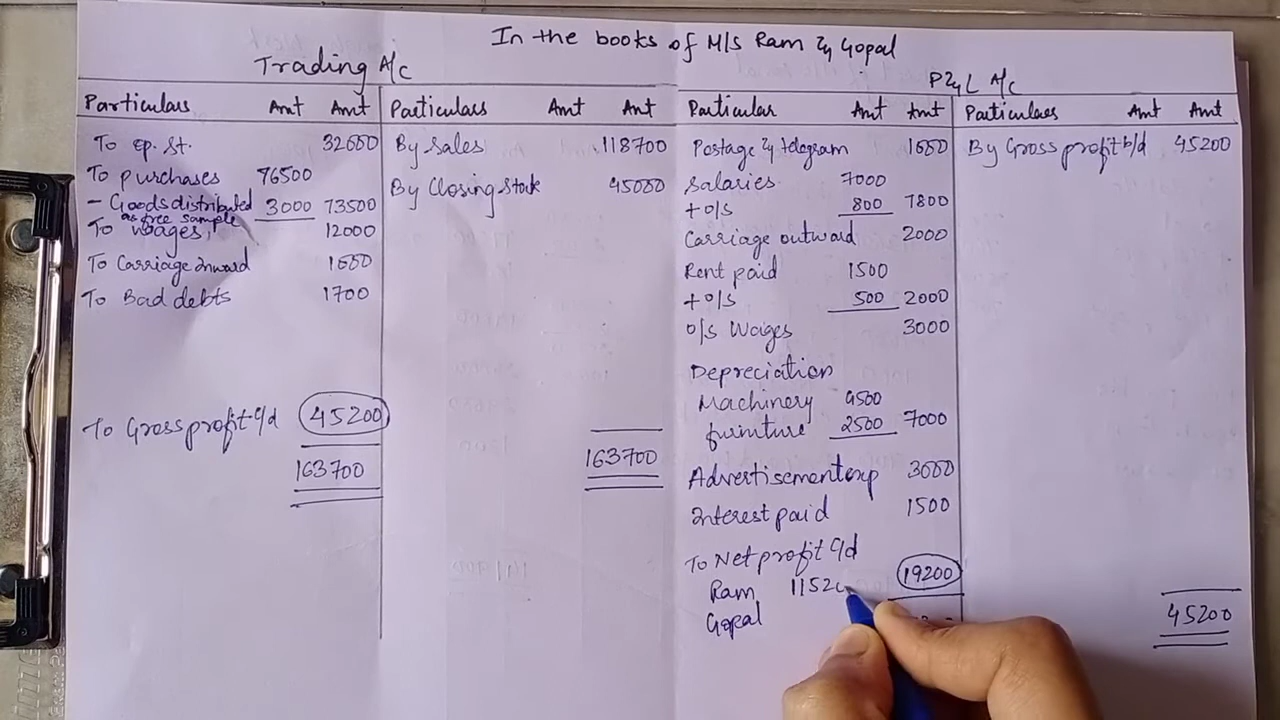 In the books of M/S Ram & Gopal
Trading A/c
Particulars Amt Amt Particulars Amt Amt
To op. st. 32000 By Sales 118700
To purchases 76500 By Closing Stock 45000
- Goods distributed 3000 73500
as free sample
To wages, 12000
To Carriage inward 1000
To Bad debts 1700
To Gross profit c/d 45200
163700 163700
P&L A/c
Particular Amt Amt Particulars Amt Amt
Postage & telegram 1000 By Gross profit b/d 45200
Salaries 7000
+ o/s 800 7800
Carriage outward 2000
Rent paid 1500
+ o/s 500 2000
o/s Wages 3000
Depreciation
Machinery 4500
furniture 2500 7000
Advertisement exp 3000
Interest paid 1500
To Net profit c/d 19200
Ram 1152
Gopal
45200